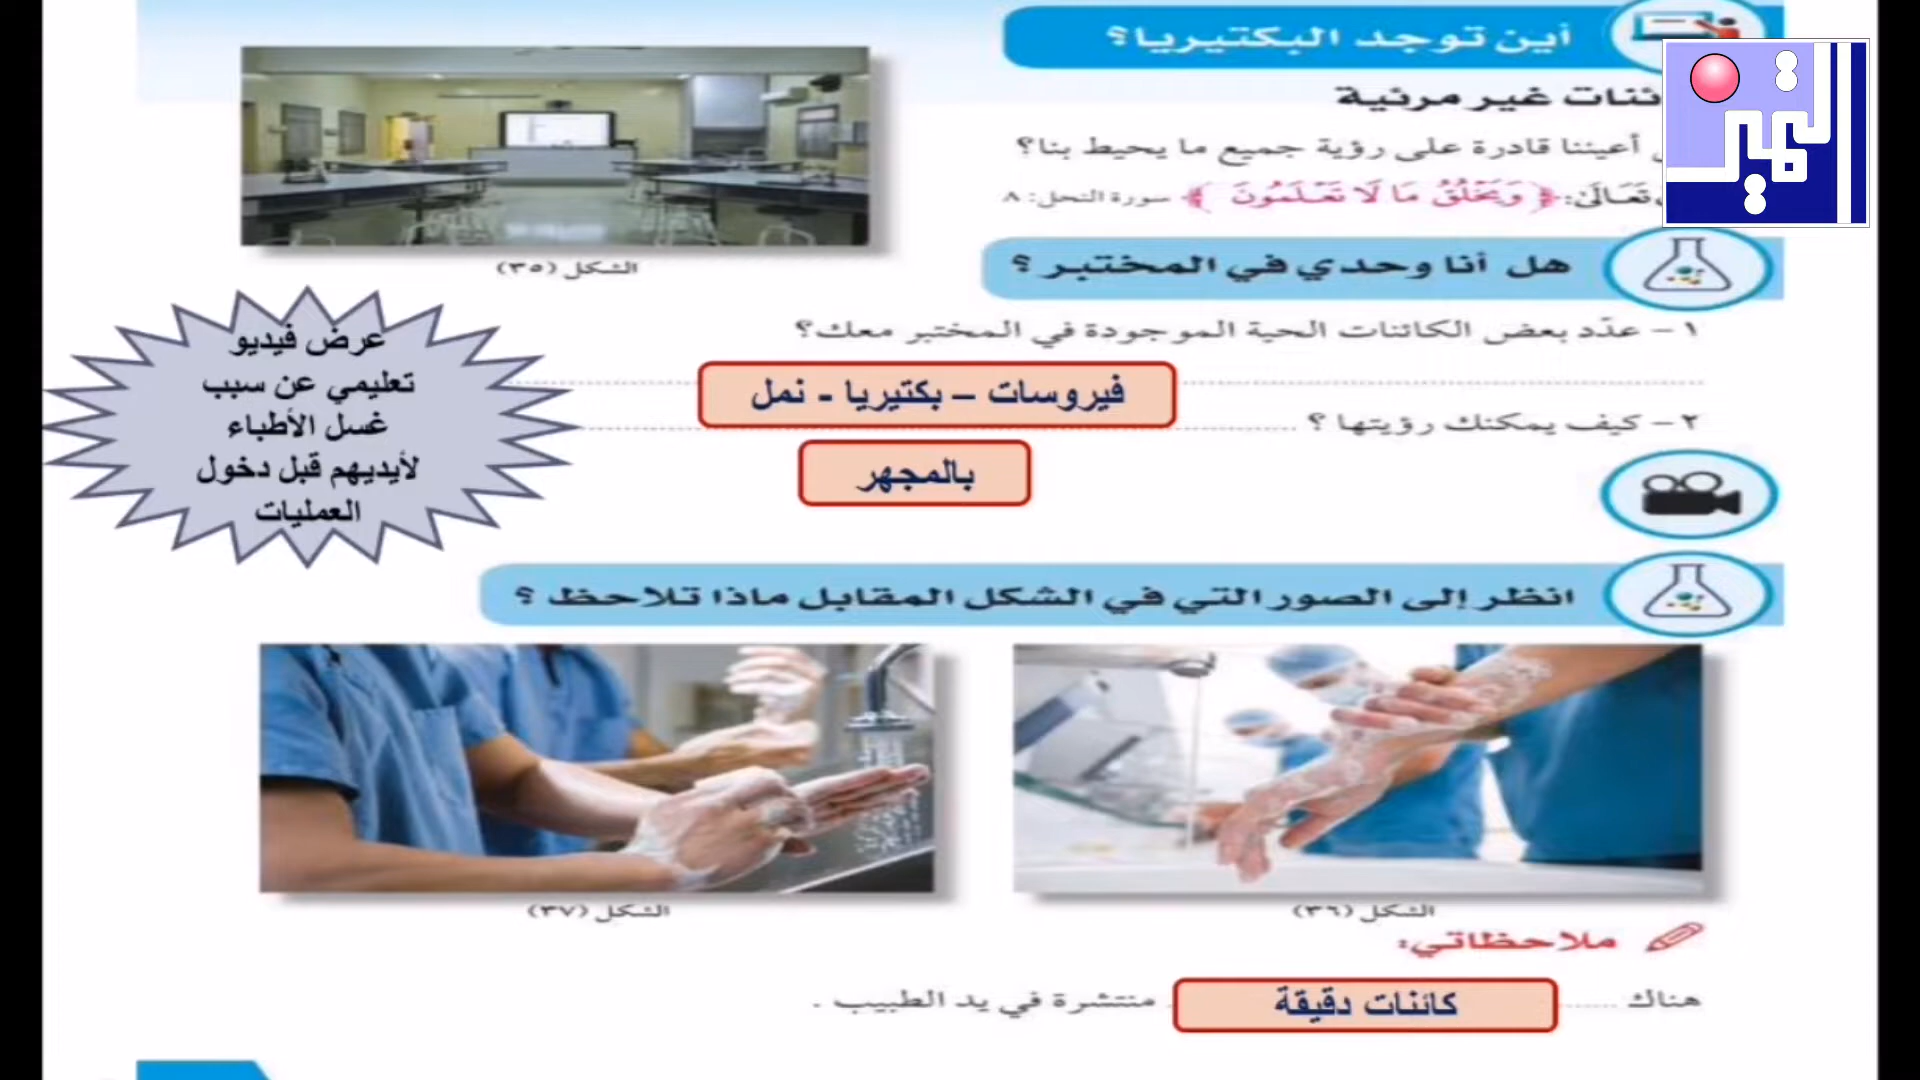 أين توجد البكتيريا؟
غير مرئية
أعيننا قادرة على رؤية جميع ما يحيط بنا؟
تَعَالَىٰ: ﴿ وَيَخْلُقُ مَا لَا تَعْلَمُونَ ﴾ سورة النحل: ٨
الشكل (٣٥)
هل أنا وحدي في المختبر ؟
١ - عدّد بعض الكائنات الحية الموجودة في المختبر معك؟
فيروسات – بكتيريا - نمل
٢ - كيف يمكنك رؤيتها ؟
بالمجهر
عرض فيديو
تعليمي عن سبب
غسل الأطباء
لأيديهم قبل دخول
العمليات
انظر إلى الصور التي في الشكل المقابل ماذا تلاحظ ؟
الشكل (٣٦)
الشكل (٣٧)
ملاحظاتي:
هناك كائنات دقيقة منتشرة في يد الطبيب .